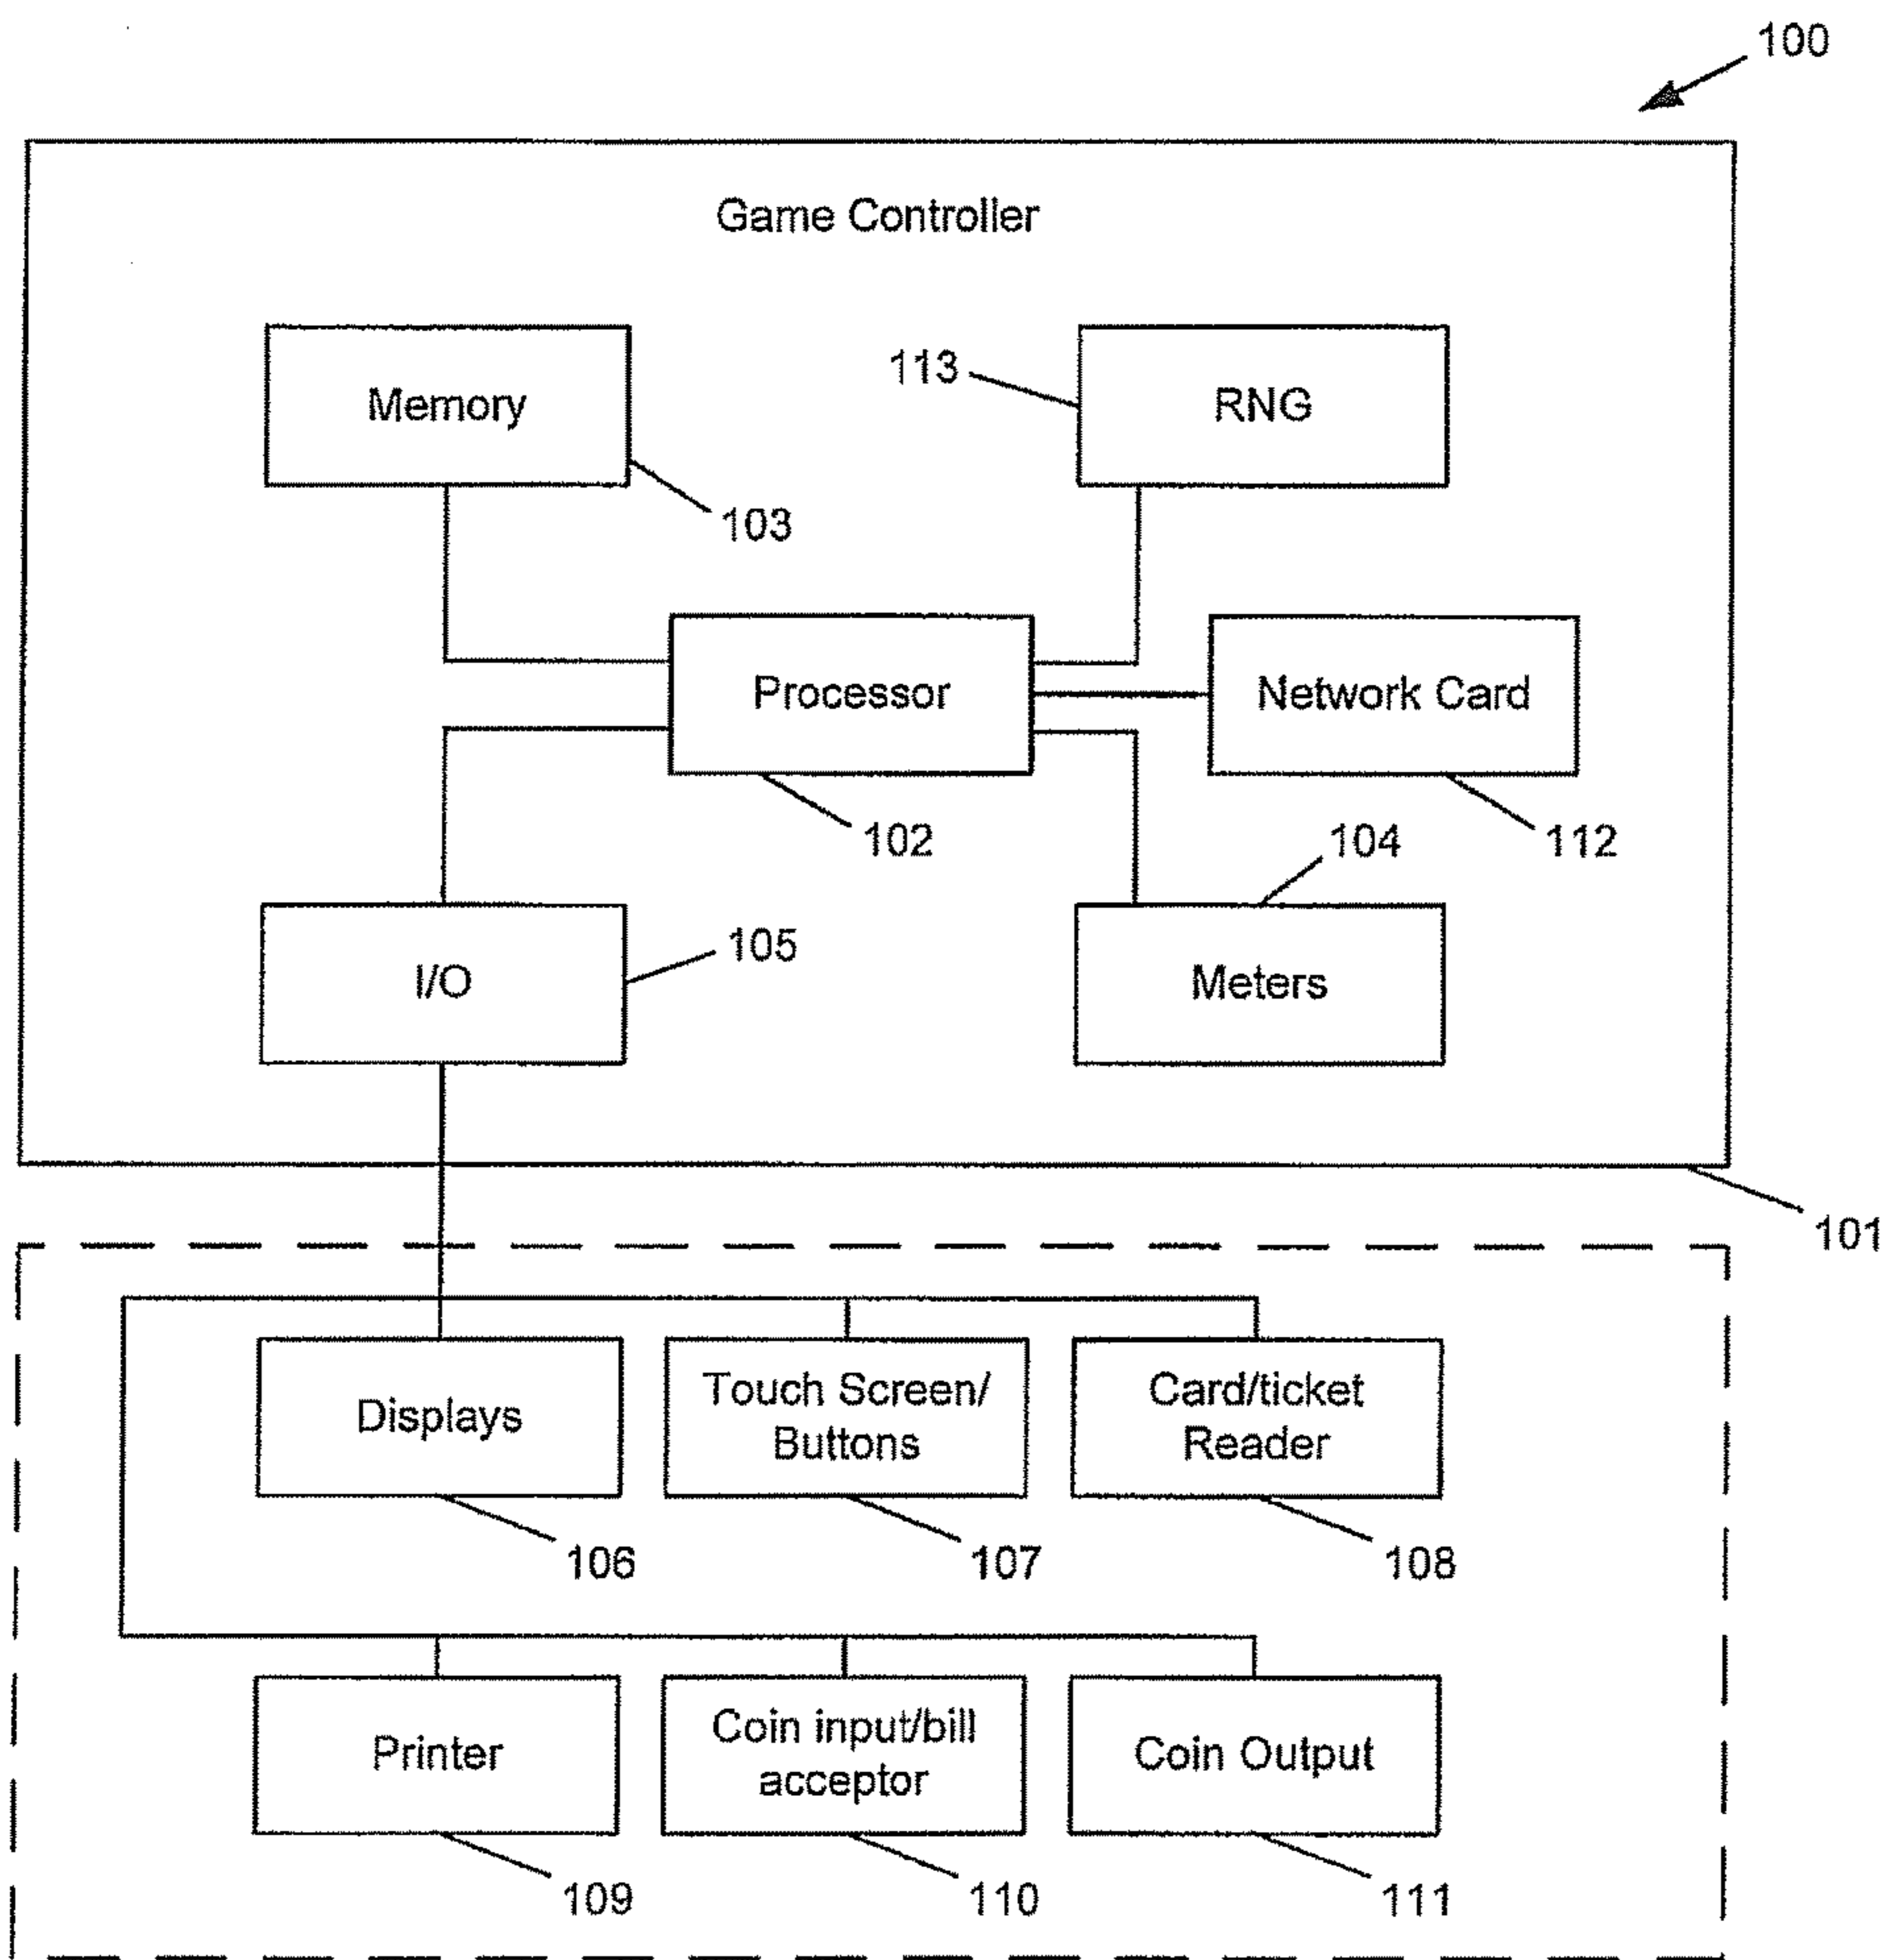 100
Game Controller
Memory
113
RNG
103
Processor
Network Card
102
104
112
I/O
105
Meters
101
Displays
Touch Screen/
Buttons
Card/ticket
Reader
106
107
108
Printer
Coin input/bill
acceptor
Coin Output
109
110
111